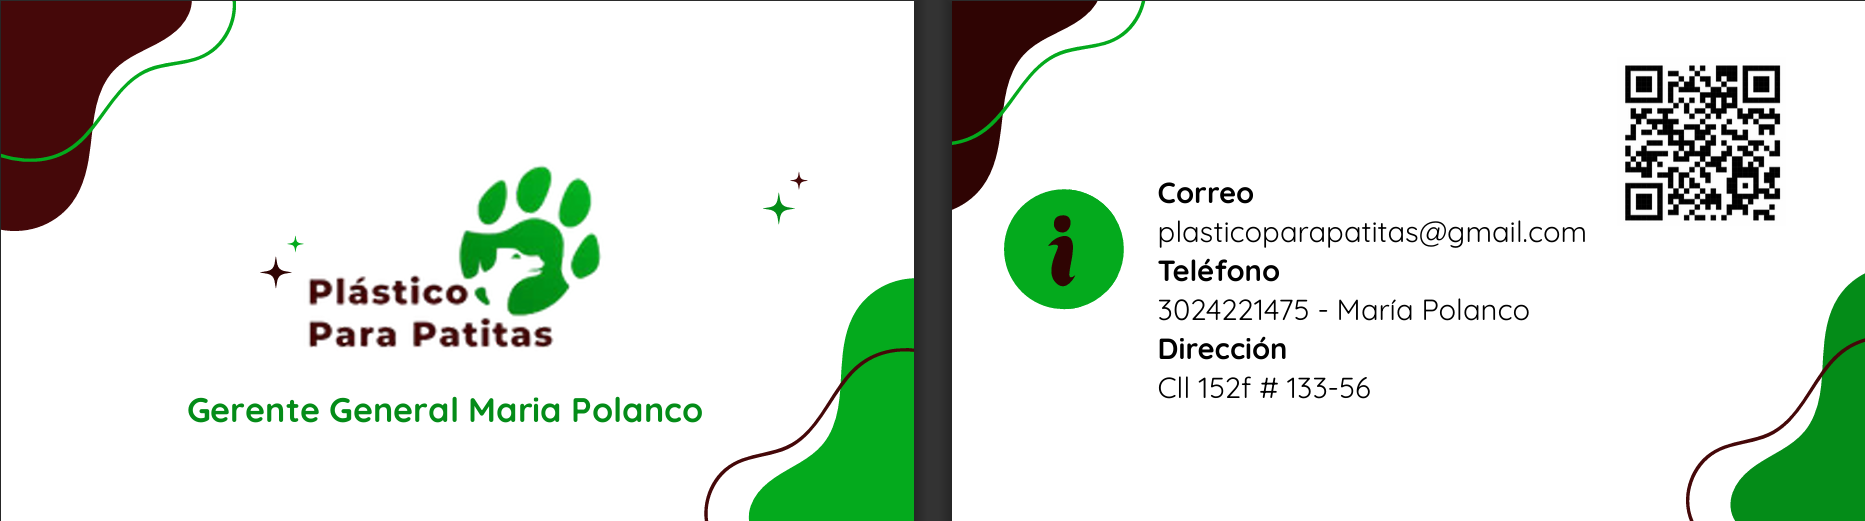 Plástico
Para Patitas
Gerente General Maria Polanco
Correo
plasticoparapatitas@gmail.com
Teléfono
3024221475 - María Polanco
Dirección
Cll 152f # 133-56
i